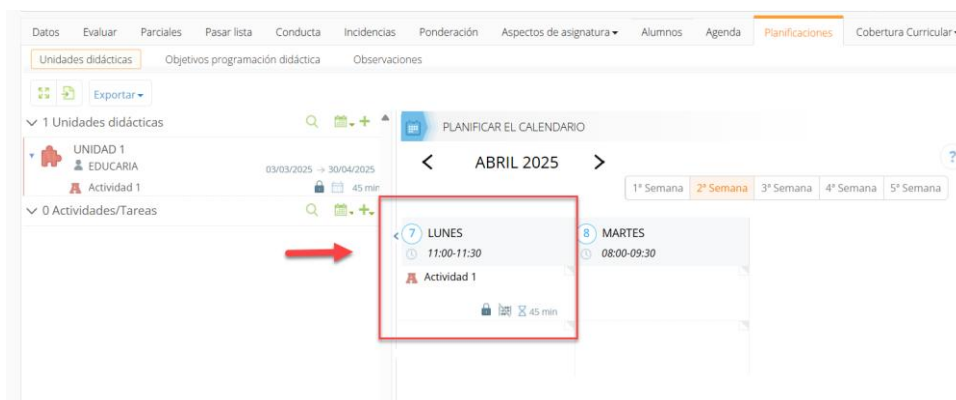 Datos Evaluar Parciales Pasar lista Conducta Incidencias Ponderación Aspectos de asignatura Alumnos Agenda Planificaciones Cobertura Curricular
Unidades didácticas Objetivos programación didáctica Observaciones
Exportar
1 Unidades didácticas
UNIDAD 1
EDUCARIA
03/03/2025 → 30/04/2025
Actividad 1
45 min
0 Actividades/Tareas
PLANIFICAR EL CALENDARIO
< ABRIL 2025 >
?
1ª Semana 2ª Semana 3ª Semana 4ª Semana 5ª Semana
7 LUNES 8 MARTES
11:00-11:30 08:00-09:30
Actividad 1
45 min